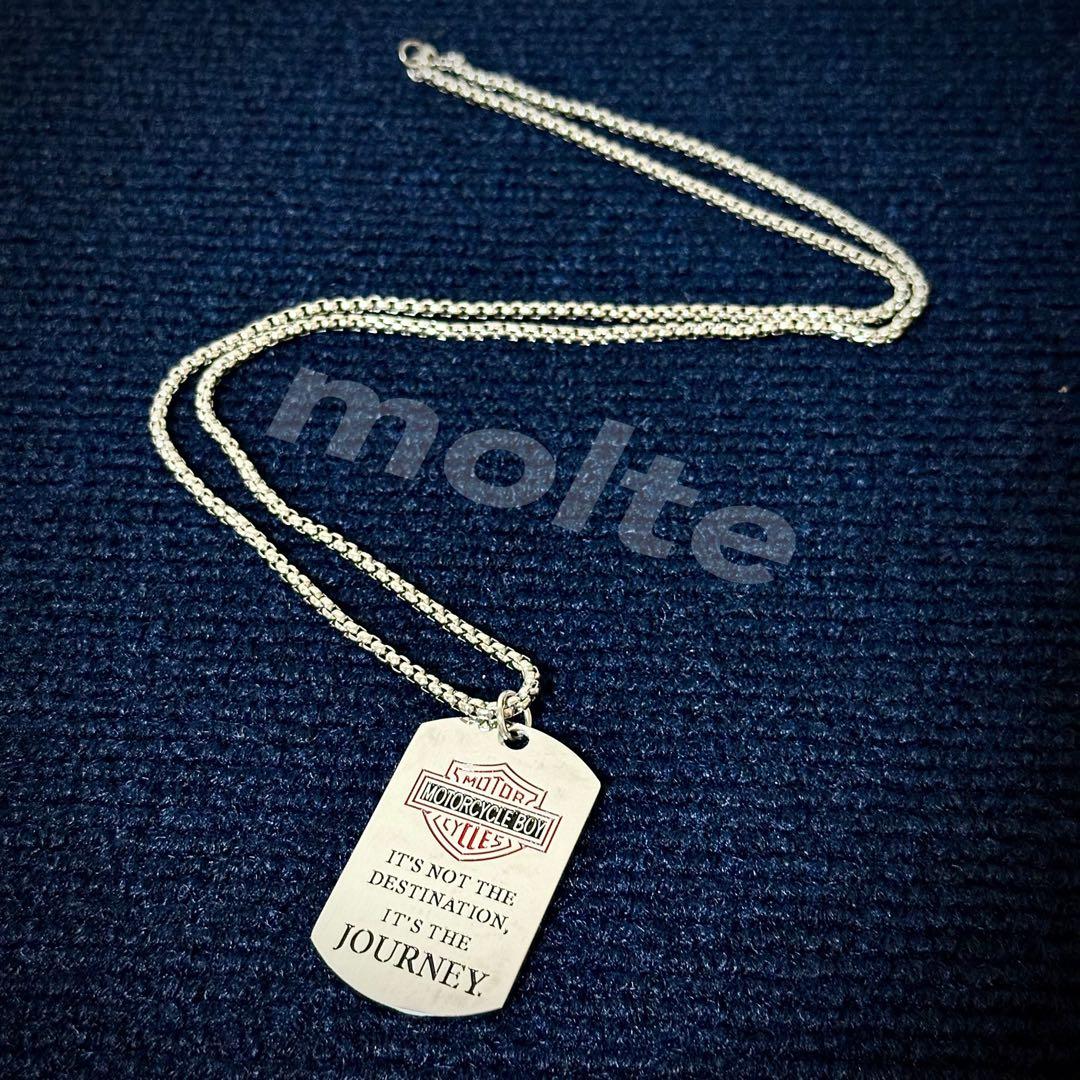 molte
MOTOR
MOTORCYCLE BOY
CYCLES
IT'S NOT THE
DESTINATION,
IT'S THE
JOURNEY.